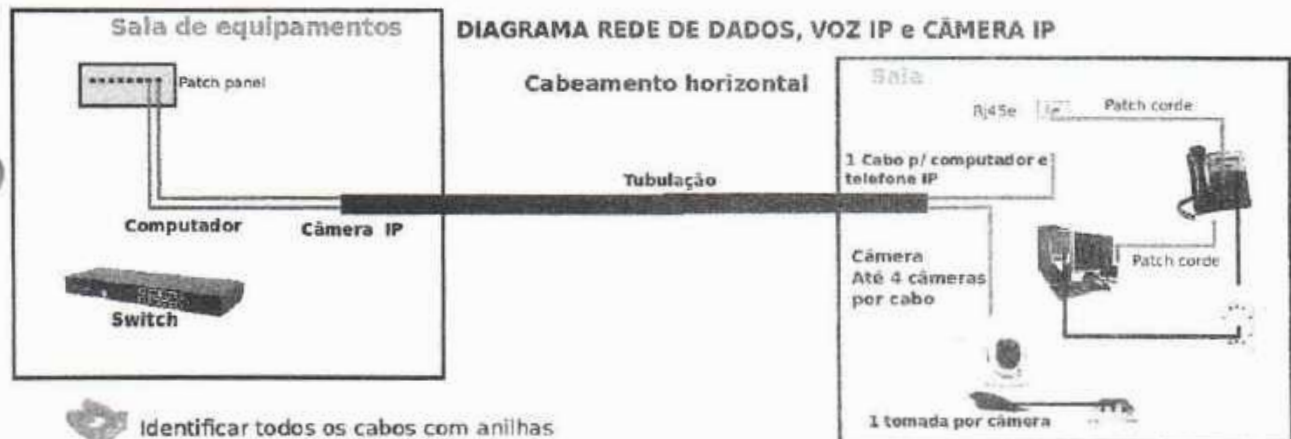 Sala de equipamentos
DIAGRAMA REDE DE DADOS, VOZ IP e CÂMERA IP
Patch panel
Cabeamento horizontal
Sala
Rj45e
Patch corde
1 Cabo p/ computador e
telefone IP
Tubulação
Computador
Câmera IP
Câmera
Até 4 câmeras
por cabo
Patch corde
Switch
1 tomada por câmera
Identificar todos os cabos com anilhas